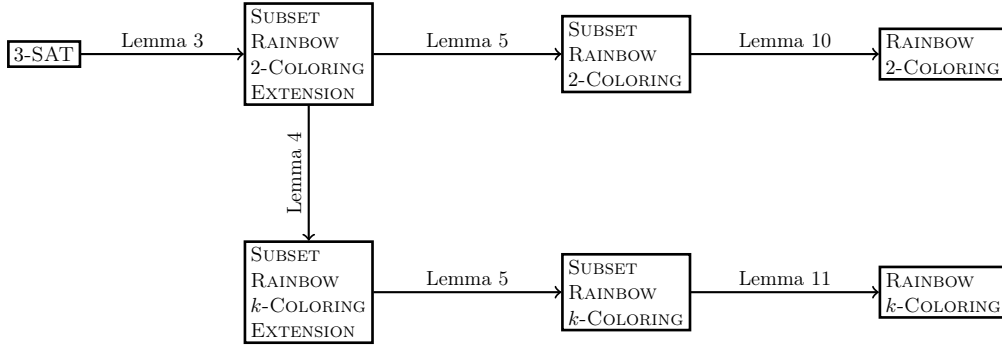 3-SAT
Lemma 3
SUBSET
RAINBOW
2-COLORING
EXTENSION
Lemma 5
SUBSET
RAINBOW
2-COLORING
Lemma 10
RAINBOW
2-COLORING
Lemma 4
SUBSET
RAINBOW
k-COLORING
EXTENSION
Lemma 5
SUBSET
RAINBOW
k-COLORING
Lemma 11
RAINBOW
k-COLORING